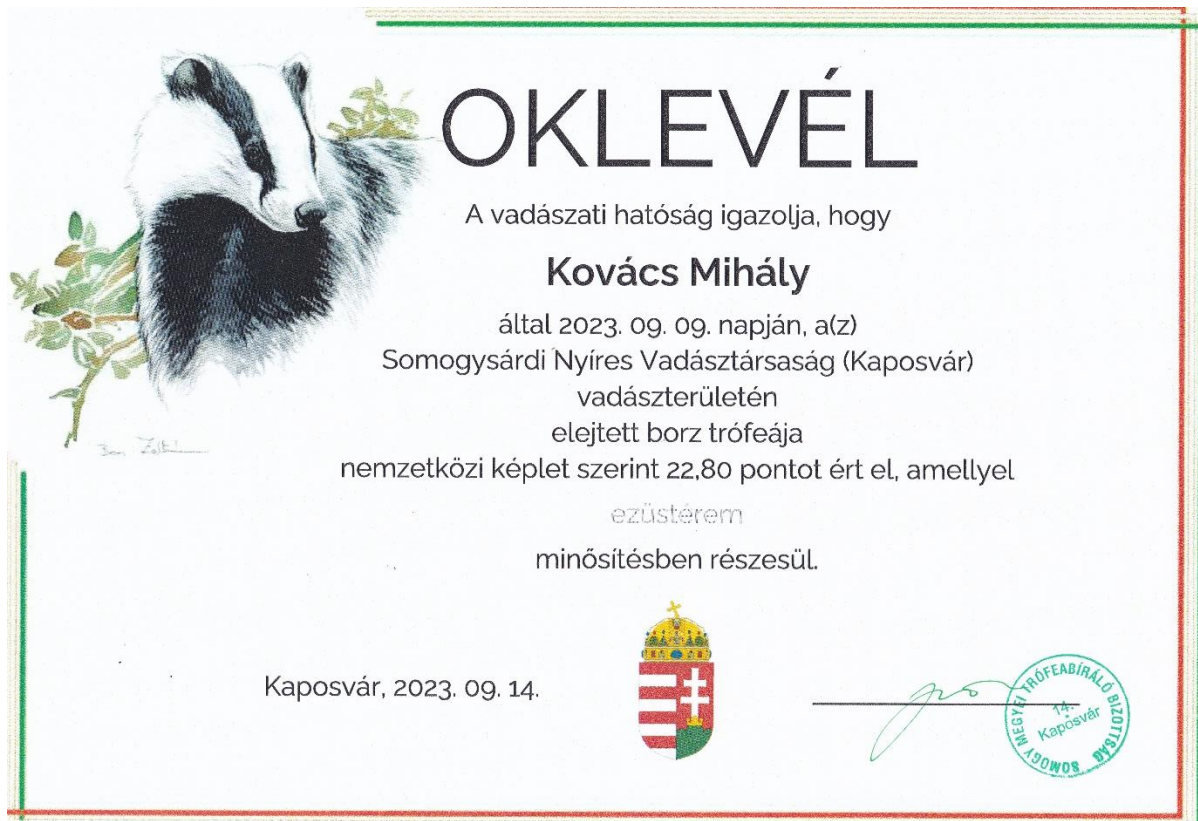 OKLEVÉL
A vadászati hatóság igazolja, hogy
Kovács Mihály
által 2023. 09. 09. napján, a(z)
Somogysárdi Nyíres Vadásztársaság (Kaposvár)
vadászterületén
elejtett borz trófeája
nemzetközi képlet szerint 22,80 pontot ért el, amellyel
ezüstérem
minősítésben részesül.
Kaposvár, 2023. 09. 14.
SOMOGY MEGYEI TRÓFEABÍRÁLÓ BIZOTTSÁG
14.
Kaposvár